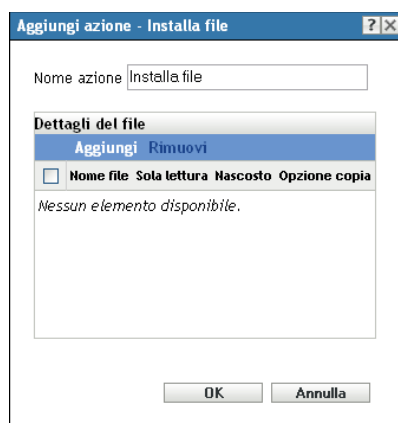 Aggiungi azione - Installa file ? X
Nome azione Installa file
Dettagli del file
Aggiungi Rimuovi
Nome file Sola lettura Nascosto Opzione copia
Nessun elemento disponibile.
OK Annulla